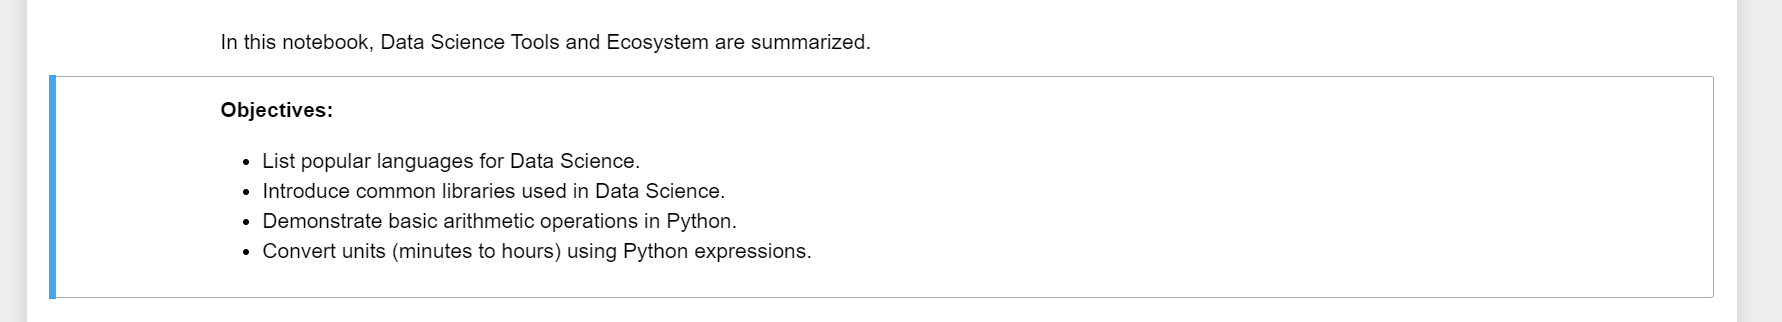 In this notebook, Data Science Tools and Ecosystem are summarized.
Objectives:
• List popular languages for Data Science.
• Introduce common libraries used in Data Science.
• Demonstrate basic arithmetic operations in Python.
• Convert units (minutes to hours) using Python expressions.